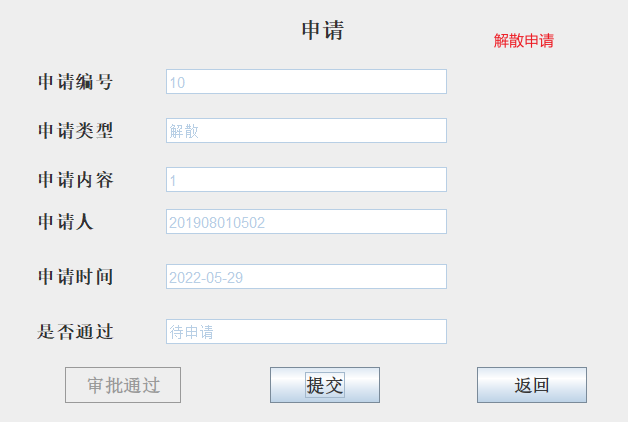 申请
解散申请
申请编号 10
申请类型 解散
申请内容 1
申请人 201908010502
申请时间 2022-05-29
是否通过 待申请
审批通过 提交 返回